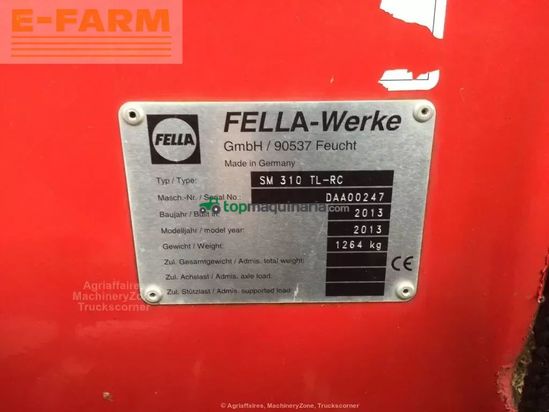 E-FARM
FELLA
FELLA-Werke
GmbH / 90537 Feucht
Made in Germany
Typ / Type: SM 310 TL-RC
Masch.-Nr. / Serial No.: DAA00247
Baujahr / Built in: 2013
Modelljahr / model year: 2013
Gewicht / Weight: 1264 kg
Zul. Gesamtgewicht / Admis. total weight:
Zul. Achslast / Admis. axle load:
Zul. Stützlast / Admis. supported load:
CE
topmaquinaria.com
Agriaffaires
MachineryZone
Truckscorner
© Agriaffaires, MachineryZone, Truckscorner